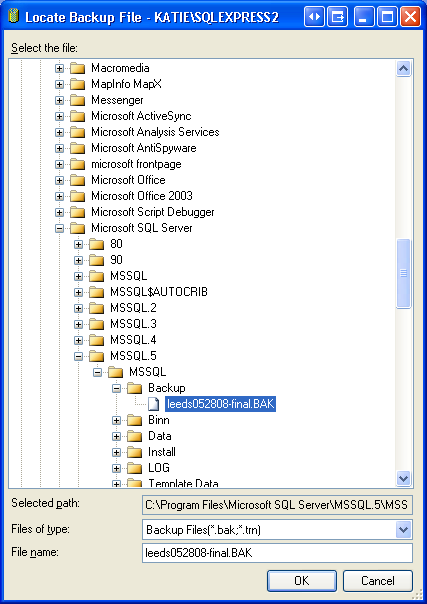 Locate Backup File - KATIE\SQLEXPRESS2
Select the file:
Macromedia
MapInfo MapX
Messenger
Microsoft ActiveSync
Microsoft Analysis Services
Microsoft AntiSpyware
microsoft frontpage
Microsoft Office
Microsoft Office 2003
Microsoft Script Debugger
Microsoft SQL Server
80
90
MSSQL
MSSQL$AUTOCRIB
MSSQL.2
MSSQL.3
MSSQL.4
MSSQL.5
MSSQL
Backup
leeds052808-final.BAK
Binn
Data
Install
LOG
Template Data
Selected path: C:\Program Files\Microsoft SQL Server\MSSQL.5\MSS
Files of type: Backup Files(*.bak;*.trn)
File name: leeds052808-final.BAK
OK Cancel